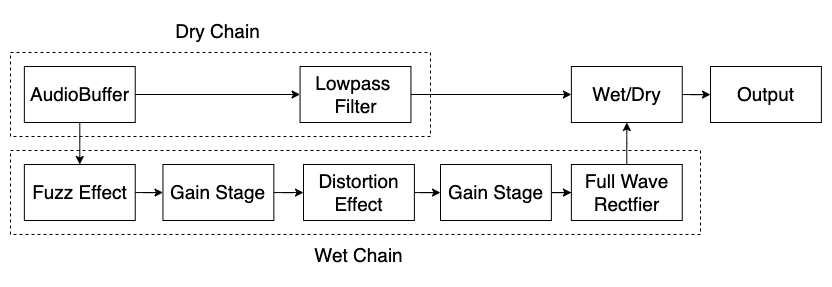 Dry Chain
AudioBuffer
Lowpass
Filter
Wet/Dry
Output
Fuzz Effect
Gain Stage
Distortion
Effect
Gain Stage
Full Wave
Rectfier
Wet Chain